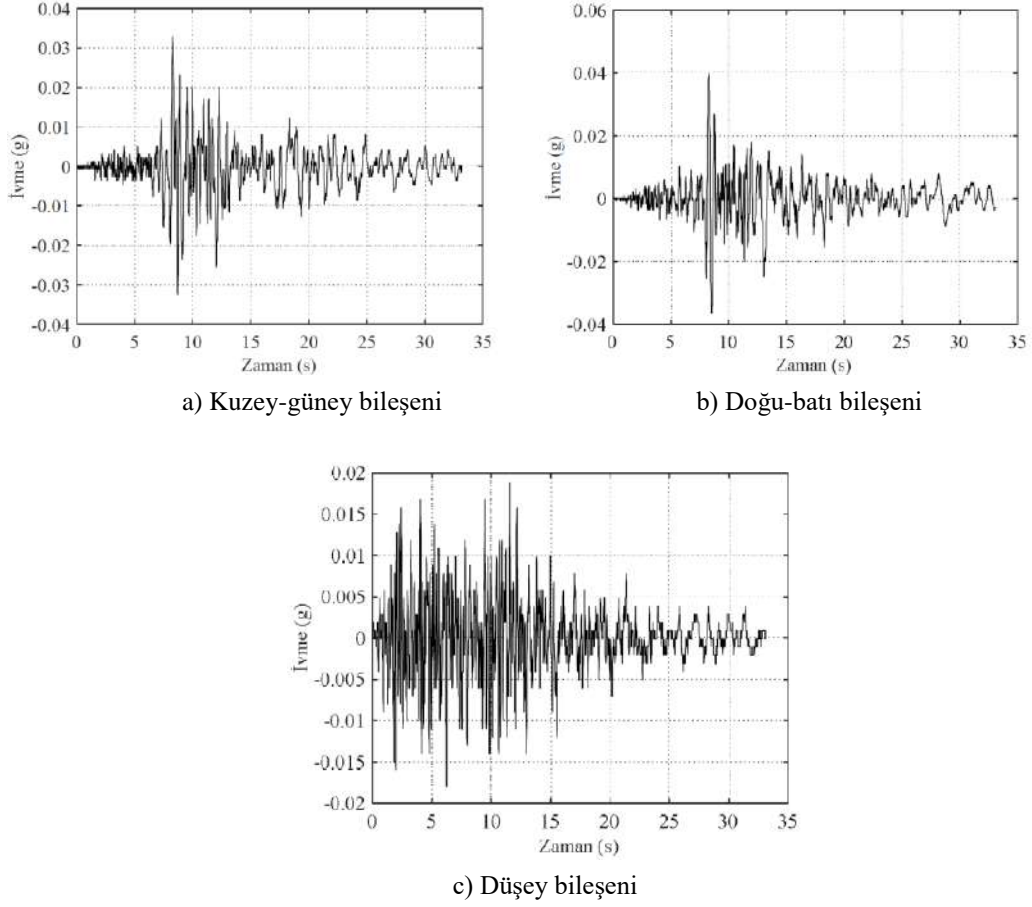 0.04
0.03
0.02
0.01
0
-0.01
-0.02
-0.03
-0.04
İvme (g)
0 5 10 15 20 25 30 35
Zaman (s)
a) Kuzey-güney bileşeni
0.06
0.04
0.02
0
-0.02
-0.04
İvme (g)
0 5 10 15 20 25 30 35
Zaman (s)
b) Doğu-batı bileşeni
0.02
0.015
0.01
0.005
0
-0.005
-0.01
-0.015
-0.02
İvme (g)
0 5 10 15 20 25 30 35
Zaman (s)
c) Düşey bileşeni